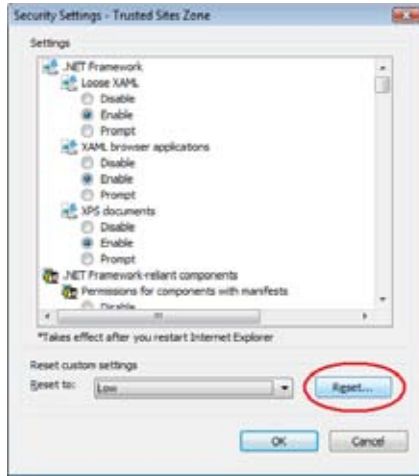 Security Settings - Trusted Sites Zone
Settings
.NET Framework
Loose XAML
Disable
Enable
Prompt
XAML browser applications
Disable
Enable
Prompt
XPS documents
Disable
Enable
Prompt
.NET Framework-reliant components
Permissions for components with manifests
Disable
*Takes effect after you restart Internet Explorer
Reset custom settings
Reset to: Low Reset...
OK Cancel